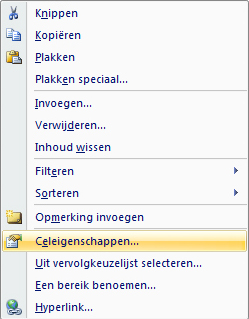 Knippen
Kopiëren
Plakken
Plakken speciaal...
Invoegen...
Verwijderen...
Inhoud wissen
Filteren
Sorteren
Opmerking invoegen
Celeigenschappen...
Uit vervolgkeuzelijst selecteren...
Een bereik benoemen...
Hyperlink...